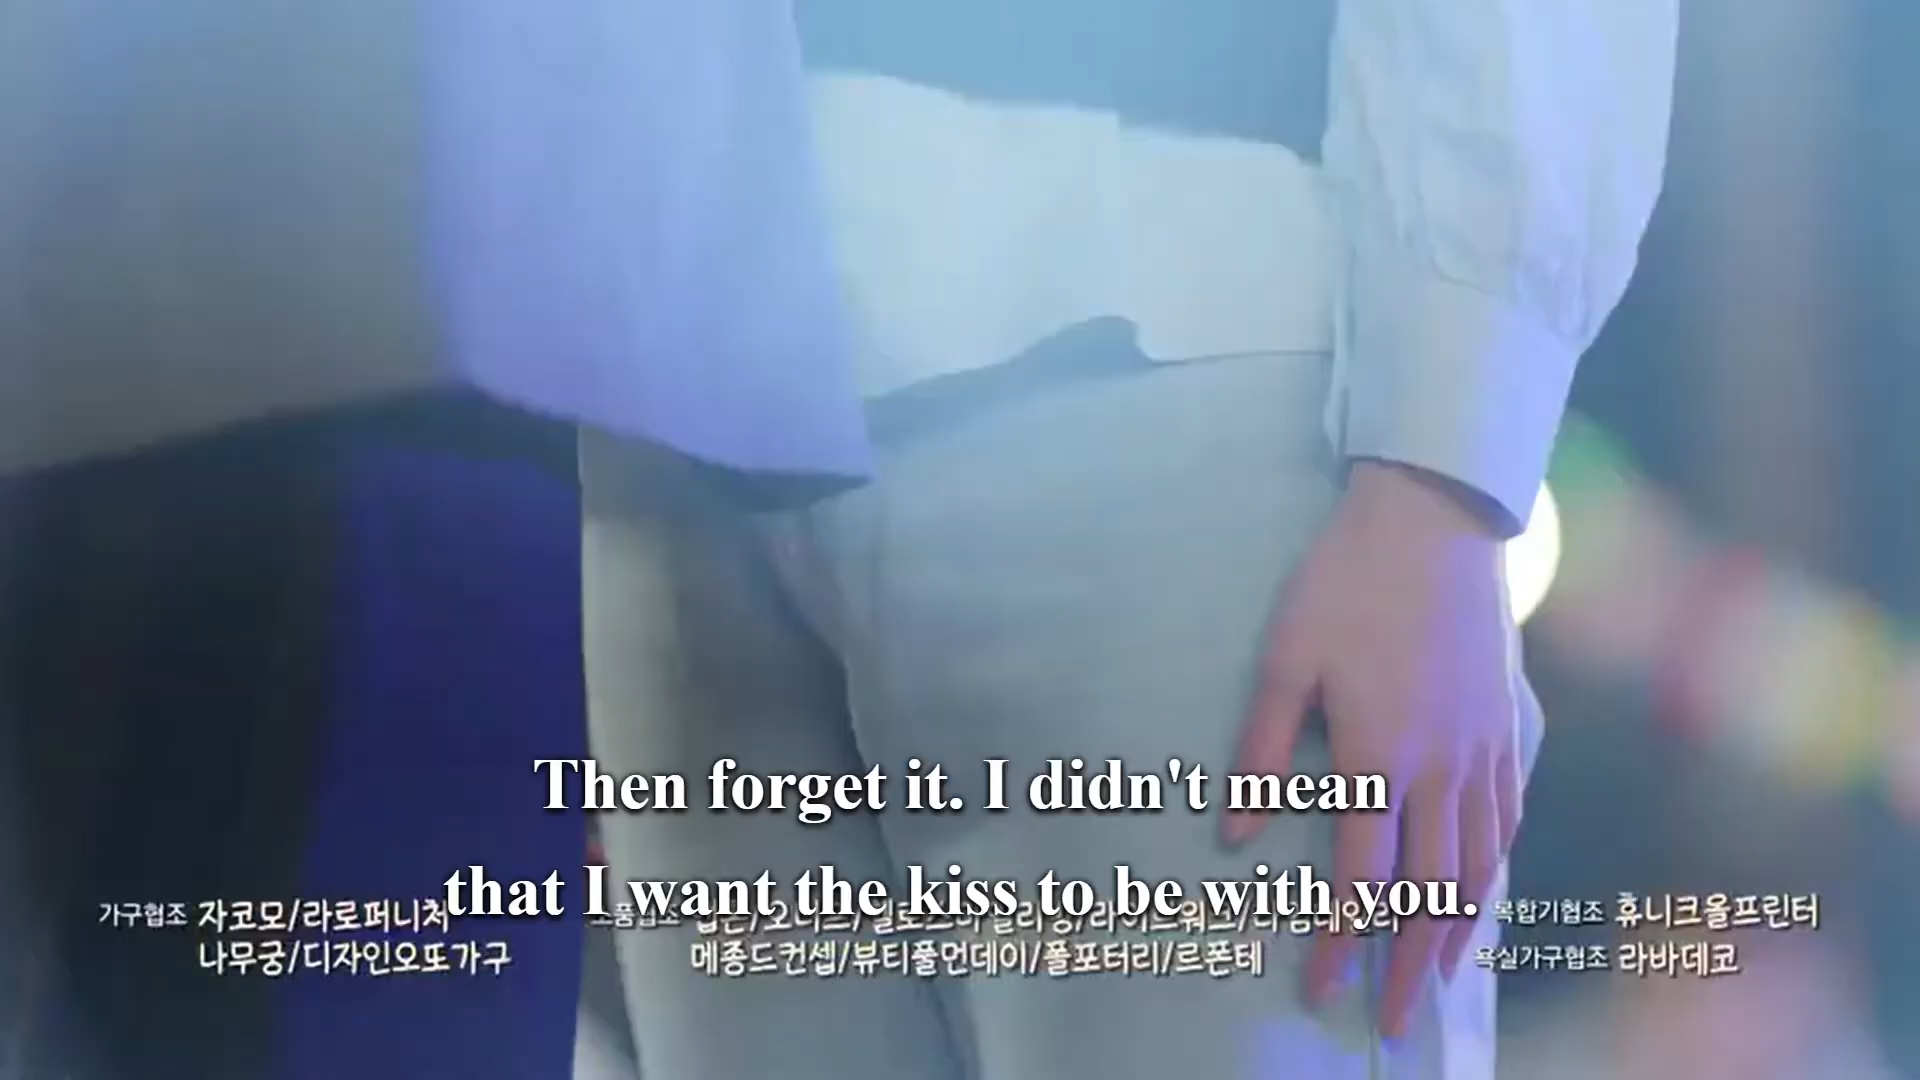 Then forget it. I didn't mean
that I want the kiss to be with you.
가구협조 자코모/라로퍼니처
나무궁/디자인오또가구
메종드컨셉/뷰티풀먼데이/폴포터리/르폰테
복합기협조 휴니크올프린터
욕실가구협조 라바데코